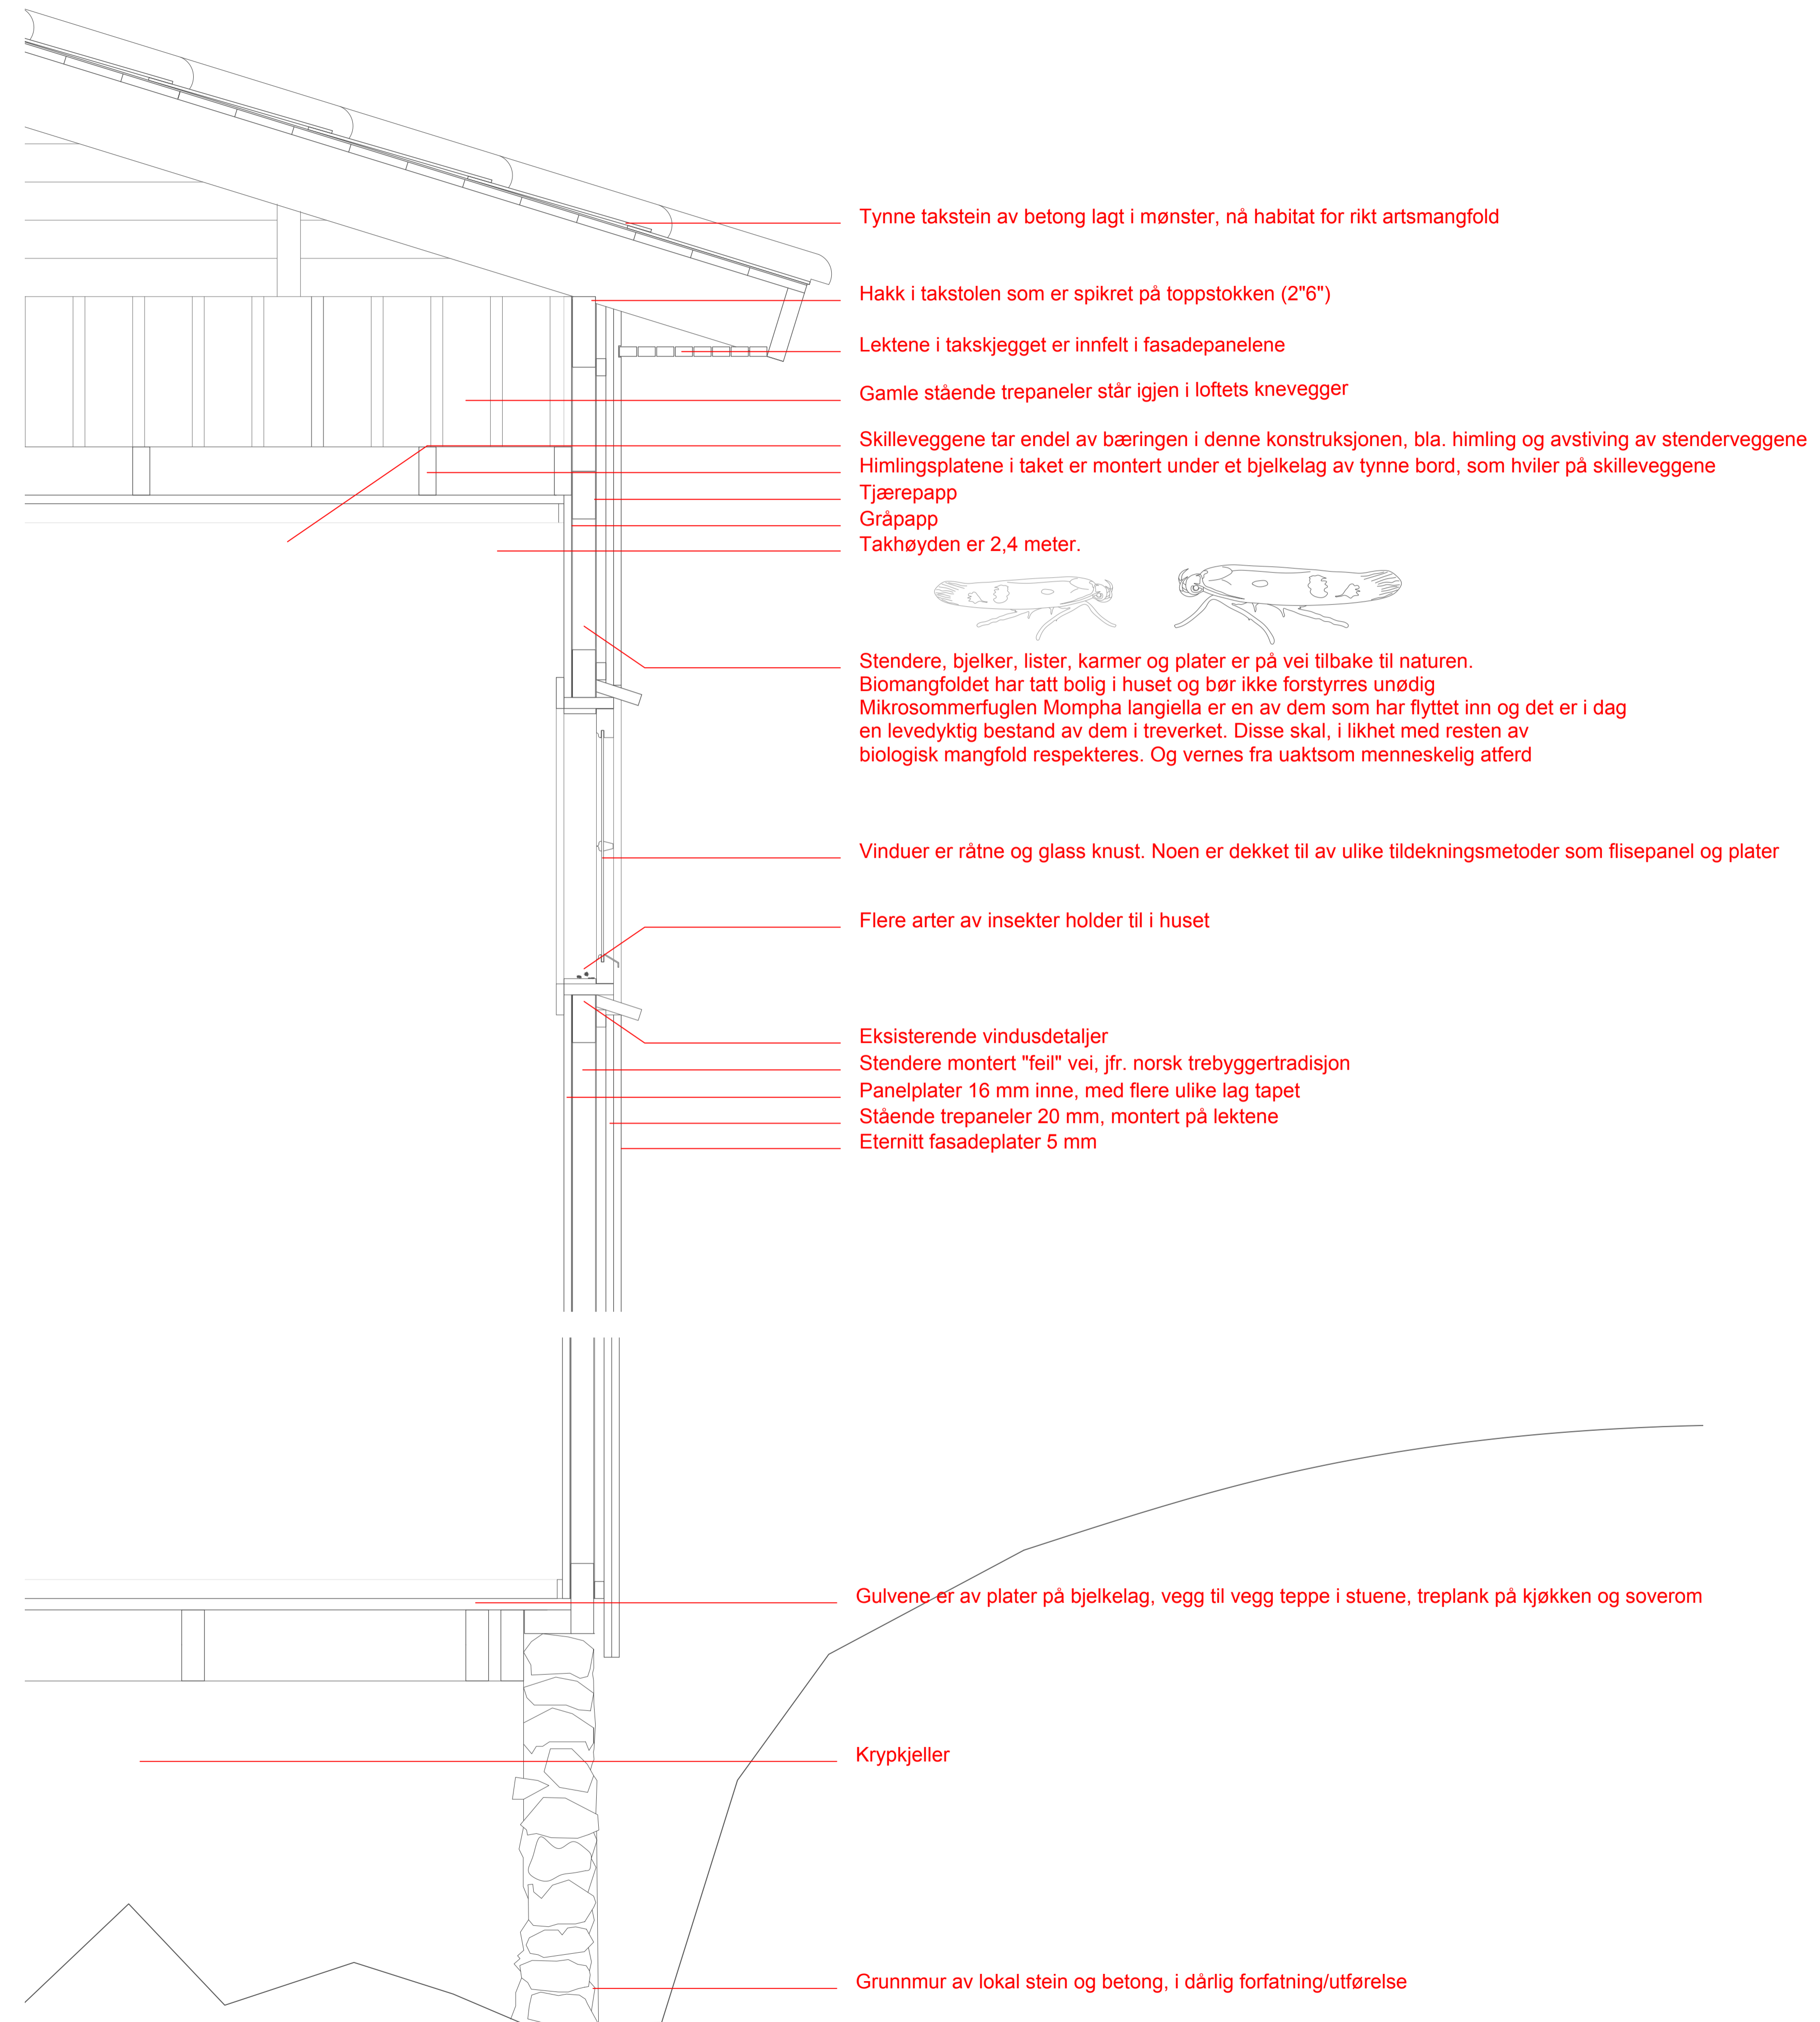 Tynne takstein av betong lagt i mønster, nå habitat for rikt artsmangfold
Hakk i takstolen som er spikret på toppstokken (2"6")
Lektene i takskjegget er innfelt i fasadepanelene
Gamle stående trepaneler står igjen i loftets knevegger
Skilleveggene tar endel av bæringen i denne konstruksjonen, bla. himling og avstiving av stenderveggene
Himlingsplatene i taket er montert under et bjelkelag av tynne bord, som hviler på skilleveggene
Tjærepapp
Gråpapp
Takhøyden er 2,4 meter.
Stendere, bjelker, lister, karmer og plater er på vei tilbake til naturen.
Biomangfoldet har tatt bolig i huset og bør ikke forstyrres unødig
Mikrosommerfuglen Mompha langiella er en av dem som har flyttet inn og det er i dag
en levedyktig bestand av dem i treverket. Disse skal, i likhet med resten av
biologisk mangfold respekteres. Og vernes fra uaktsom menneskelig atferd
Vinduer er råtne og glass knust. Noen er dekket til av ulike tildekningsmetoder som flisepanel og plater
Flere arter av insekter holder til i huset
Eksisterende vindusdetaljer
Stendere montert "feil" vei, jfr. norsk trebyggertradisjon
Panelplater 16 mm inne, med flere ulike lag tapet
Stående trepaneler 20 mm, montert på lektene
Eternitt fasadeplater 5 mm
Gulvene er av plater på bjelkelag, vegg til vegg teppe i stuene, treplank på kjøkken og soverom
Krypkjeller
Grunnmur av lokal stein og betong, i dårlig forfatning/utførelse